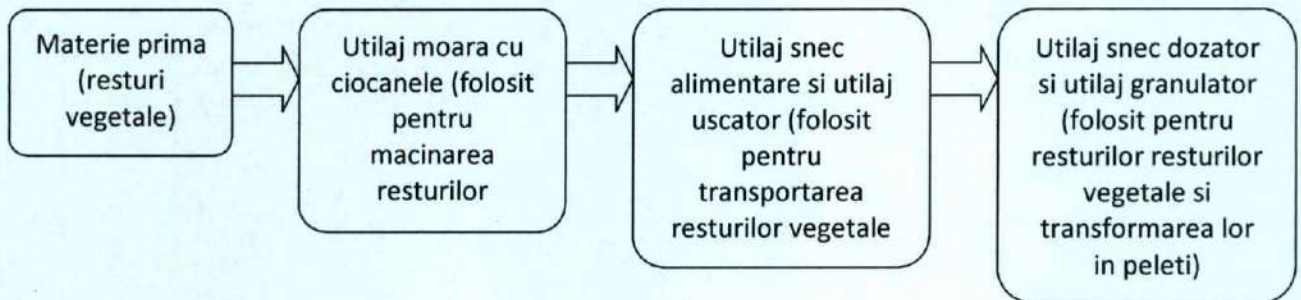 Materie prima
(resturi
vegetale)
Utilaj moara cu
ciocanele (folosit
pentru
macinarea
resturilor
Utilaj snec
alimentare si utilaj
uscator (folosit
pentru
transportarea
resturilor vegetale
Utilaj snec dozator
si utilaj granulator
(folosit pentru
resturilor resturilor
vegetale si
transformarea lor
in peleti)